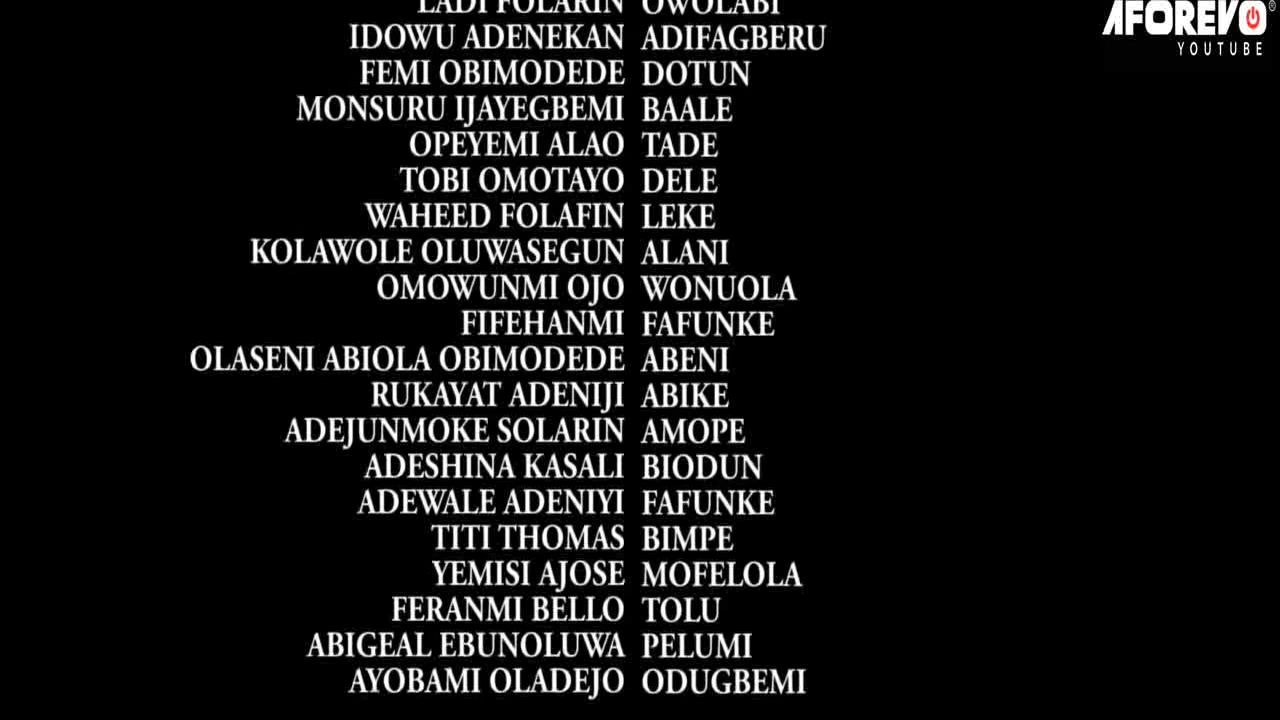 LADI FOLARIN OWOLABI
IDOWU ADENEKAN ADIFAGBERU
FEMI OBIMODEDE DOTUN
MONSURU IJAYEGBEMI BAALE
OPEYEMI ALAO TADE
TOBI OMOTAYO DELE
WAHEED FOLAFIN LEKE
KOLAWOLE OLUWASEGUN ALANI
OMOWUNMI OJO WONUOLA
FIFEHANMI FAFUNKE
OLASENI ABIOLA OBIMODEDE ABENI
RUKAYAT ADENIJI ABIKE
ADEJUNMOKE SOLARIN AMOPE
ADESHINA KASALI BIODUN
ADEWALE ADENIYI FAFUNKE
TITI THOMAS BIMPE
YEMISI AJOSE MOFELOLA
FERANMI BELLO TOLU
ABIGEAL EBUNOLUWA PELUMI
AYOBAMI OLADEJO ODUGBEMI
AFOREVO®
YOUTUBE